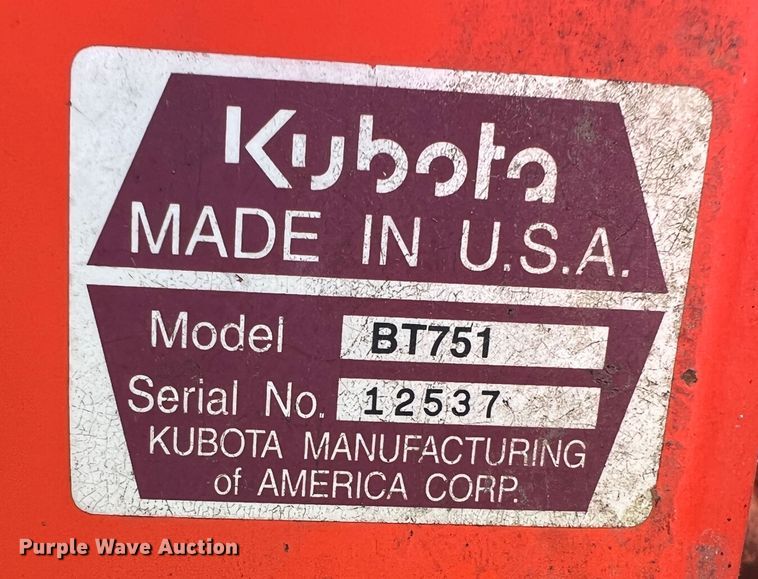 Kubota
MADE IN U.S.A.
Model BT751
Serial No. 12537
KUBOTA MANUFACTURING
of AMERICA CORP.
Purple Wave Auction